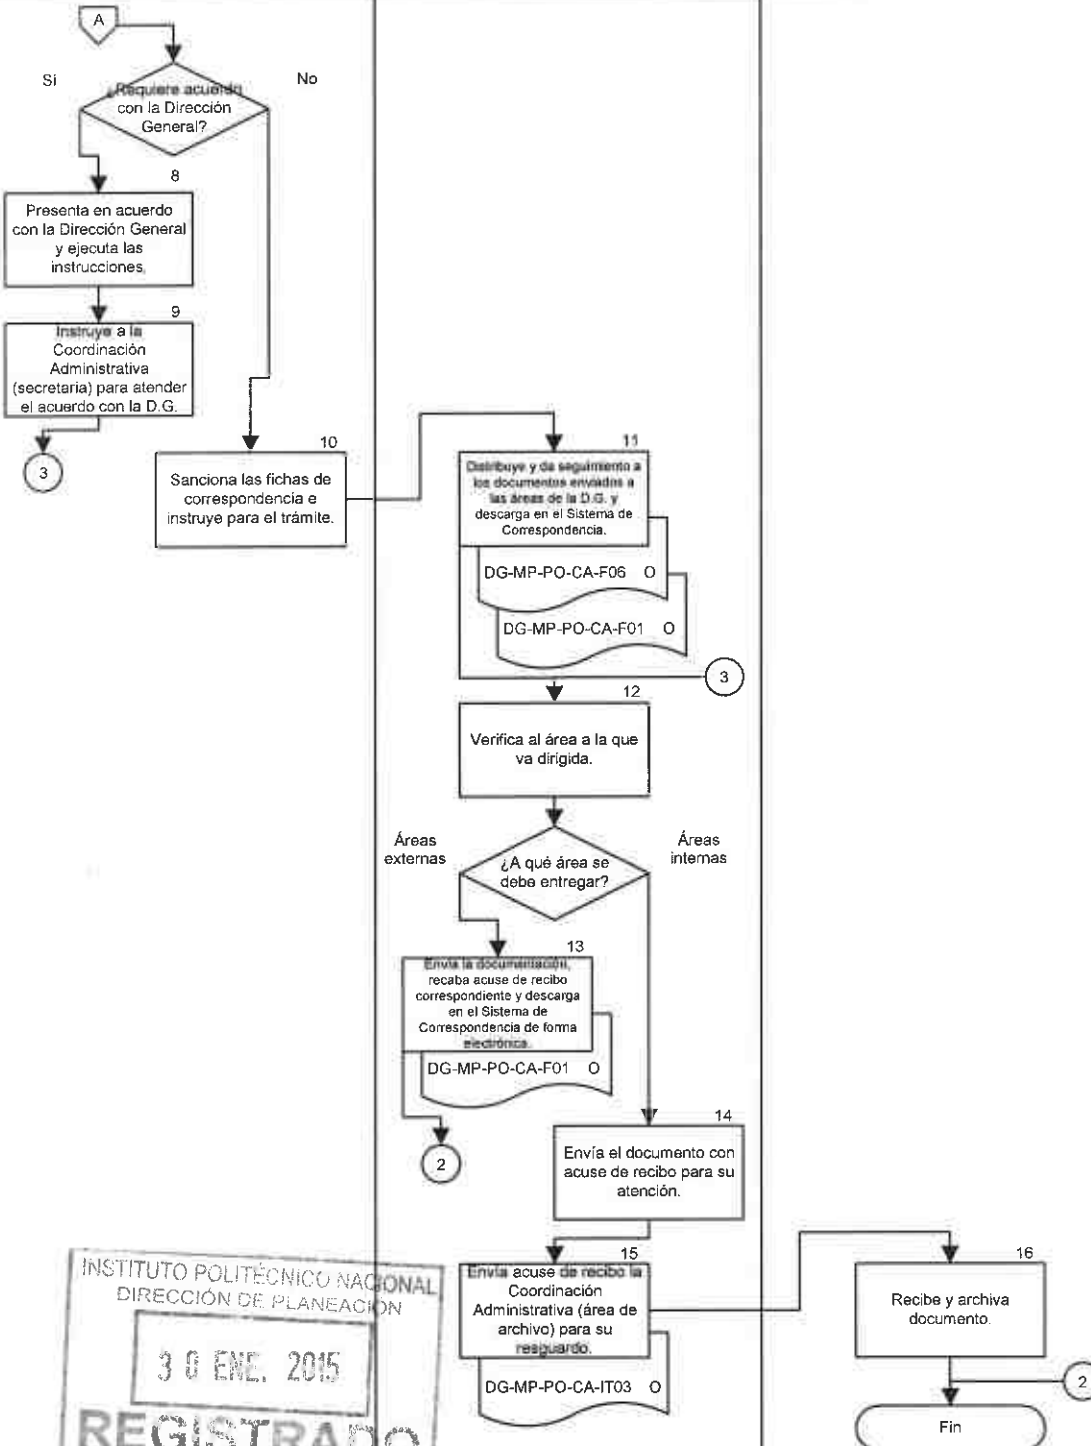 A
Sí
No
¿Requiere acuerdo
con la Dirección
General?
8
Presenta en acuerdo
con la Dirección General
y ejecuta las
instrucciones.
9
Instruye a la
Coordinación
Administrativa
(secretaria) para atender
el acuerdo con la D.G.
3
10
Sanciona las fichas de
correspondencia e
instruye para el trámite.
11
Distribuye y da seguimiento a
los documentos enviados a
las áreas de la D.G. y
descarga en el Sistema de
Correspondencia.
DG-MP-PO-CA-F06 O
DG-MP-PO-CA-F01 O
3
12
Verifica al área a la que
va dirigida.
Áreas
externas
Áreas
internas
¿A qué área se
debe entregar?
13
Envía la documentación,
recaba acuse de recibo
correspondiente y descarga
en el Sistema de
Correspondencia de forma
electrónica.
DG-MP-PO-CA-F01 O
2
14
Envía el documento con
acuse de recibo para su
atención.
15
Envía acuse de recibo la
Coordinación
Administrativa (área de
archivo) para su
resguardo.
DG-MP-PO-CA-IT03 O
16
Recibe y archiva
documento.
2
Fin
INSTITUTO POLITÉCNICO NACIONAL
DIRECCIÓN DE PLANEACIÓN
30 ENE. 2015
REGISTRADO